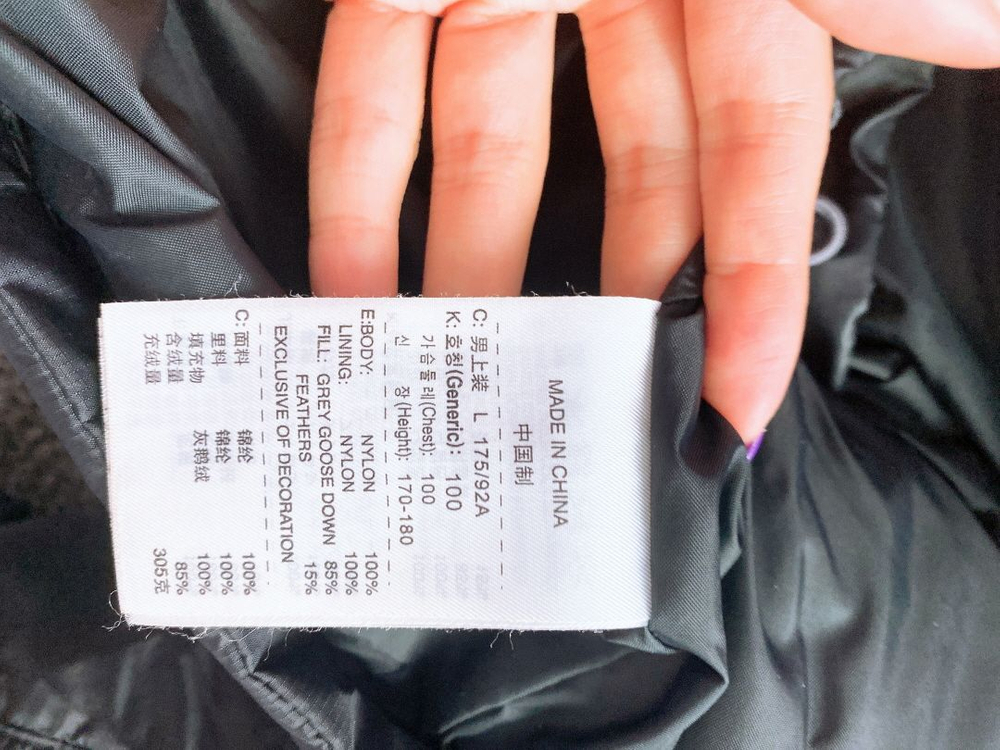 MADE IN CHINA
中国制
C: 男上装 L 175/92A
K: 호칭(Generic): 100
가슴둘레(Chest): 100
신 장(Height): 170-180
E:BODY: NYLON 100%
LINING: NYLON 100%
FILL: GREY GOOSE DOWN 85%
FEATHERS 15%
EXCLUSIVE OF DECORATION
C: 面料 锦纶 100%
里料 锦纶 100%
填充物 灰鹅绒 100%
含绒量 85%
充绒量 305克